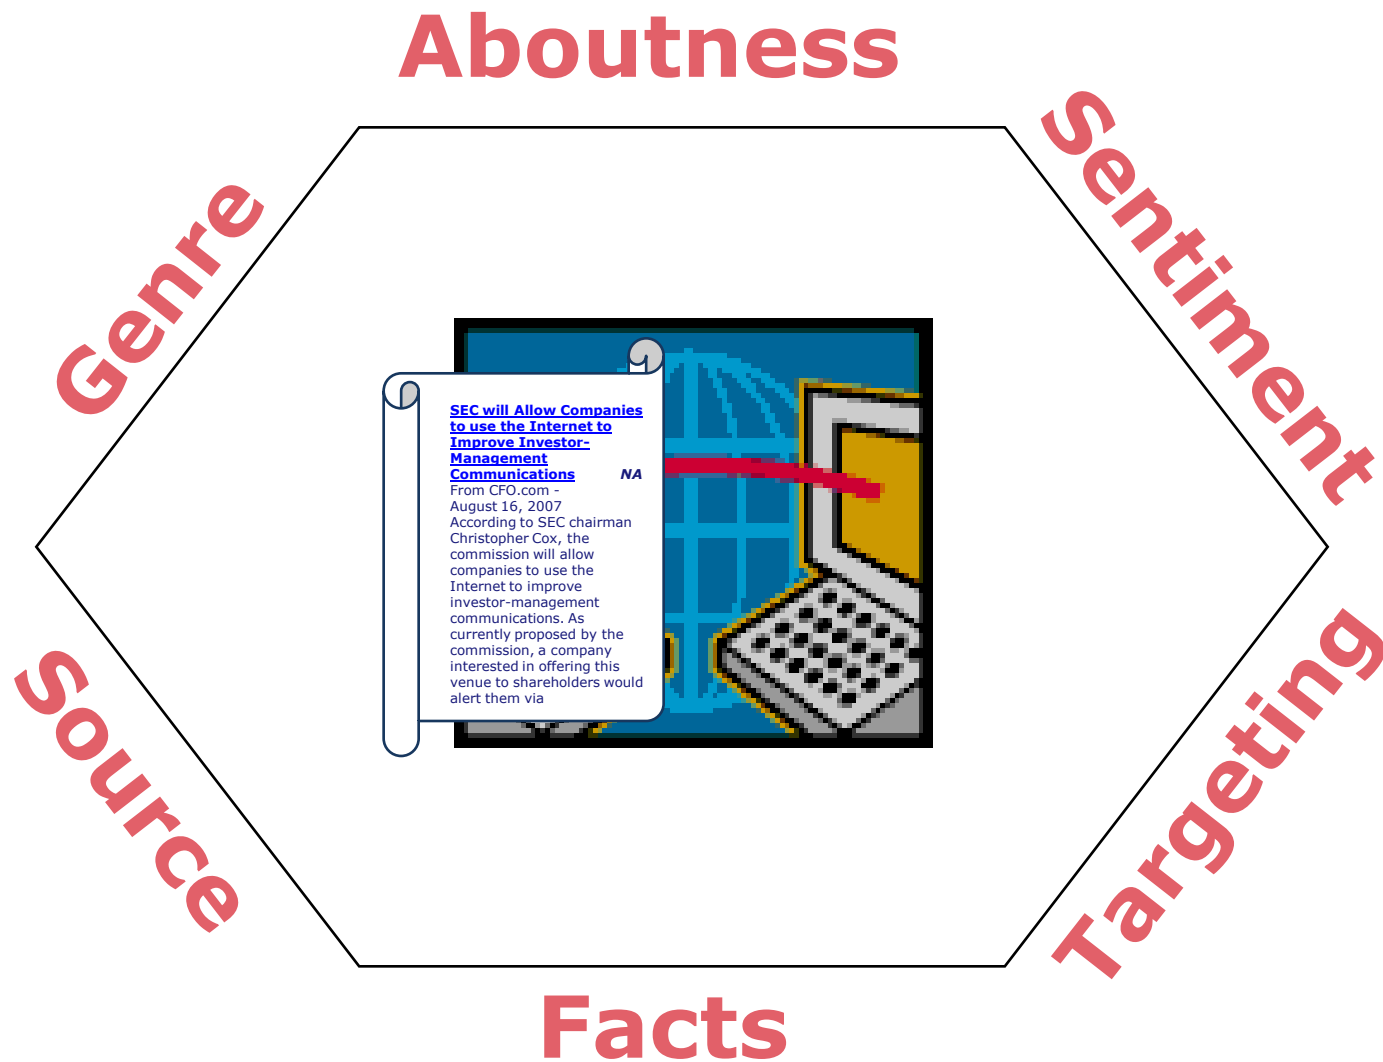 Aboutness
Sentiment
Genre
SEC will Allow Companies
to use the Internet to
Improve Investor-
Management
Communications NA
From CFO.com -
August 16, 2007
According to SEC chairman
Christopher Cox, the
commission will allow
companies to use the
Internet to improve
investor-management
communications. As
currently proposed by the
commission, a company
interested in offering this
venue to shareholders would
alert them via
Source
Targeting
Facts